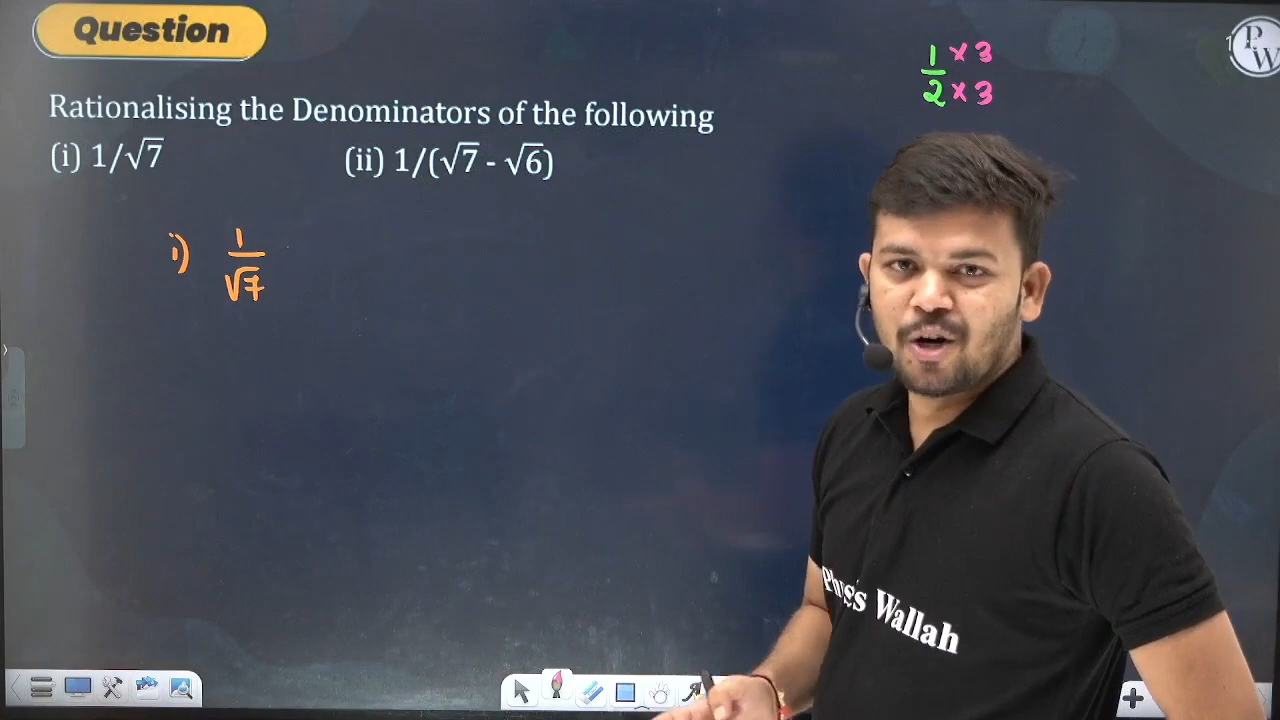 Question
Rationalising the Denominators of the following
(i) 1/√7 (ii) 1/(√7 - √6)
1 × 3
2 × 3
i) 1
√7
PW
Physics Wallah